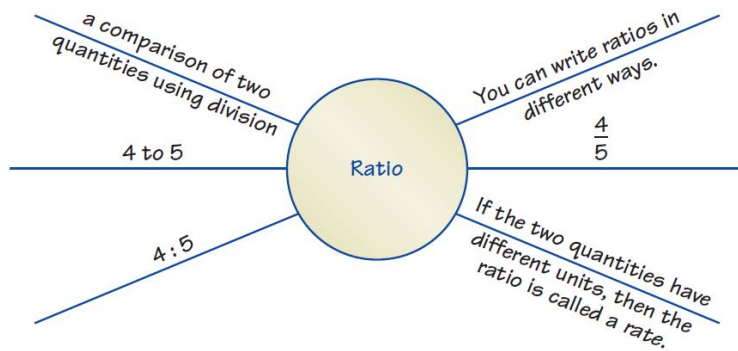 a comparison of two
quantities using division
4 to 5
4 : 5
Ratio
You can write ratios in
different ways.
4
5
If the two quantities have
different units, then the
ratio is called a rate.